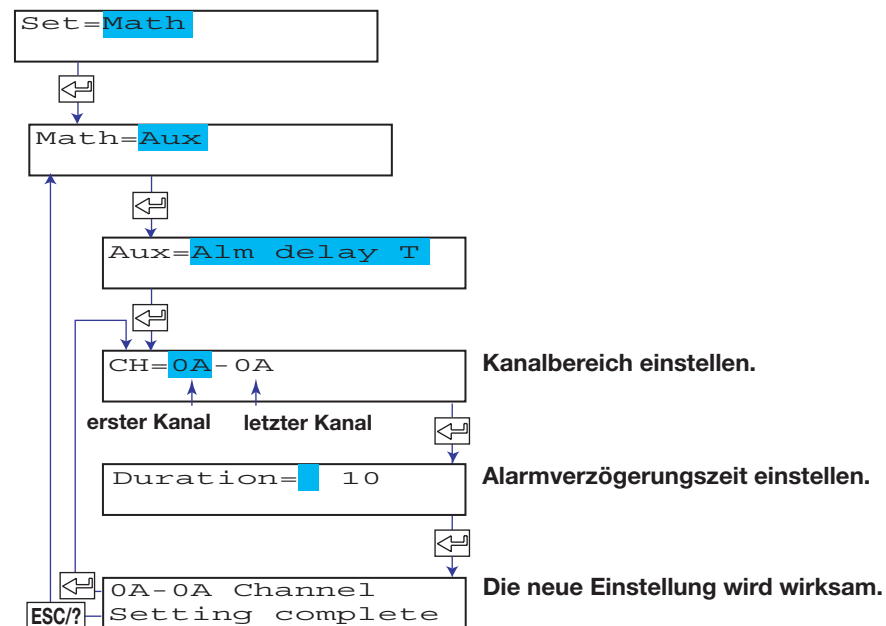 Set=Math
Math=Aux
Aux=Alm delay T
CH=0A-0A
Kanalbereich einstellen.
erster Kanal letzter Kanal
Duration= 10
Alarmverzögerungszeit einstellen.
0A-0A Channel
Die neue Einstellung wird wirksam.
ESC/? Setting complete